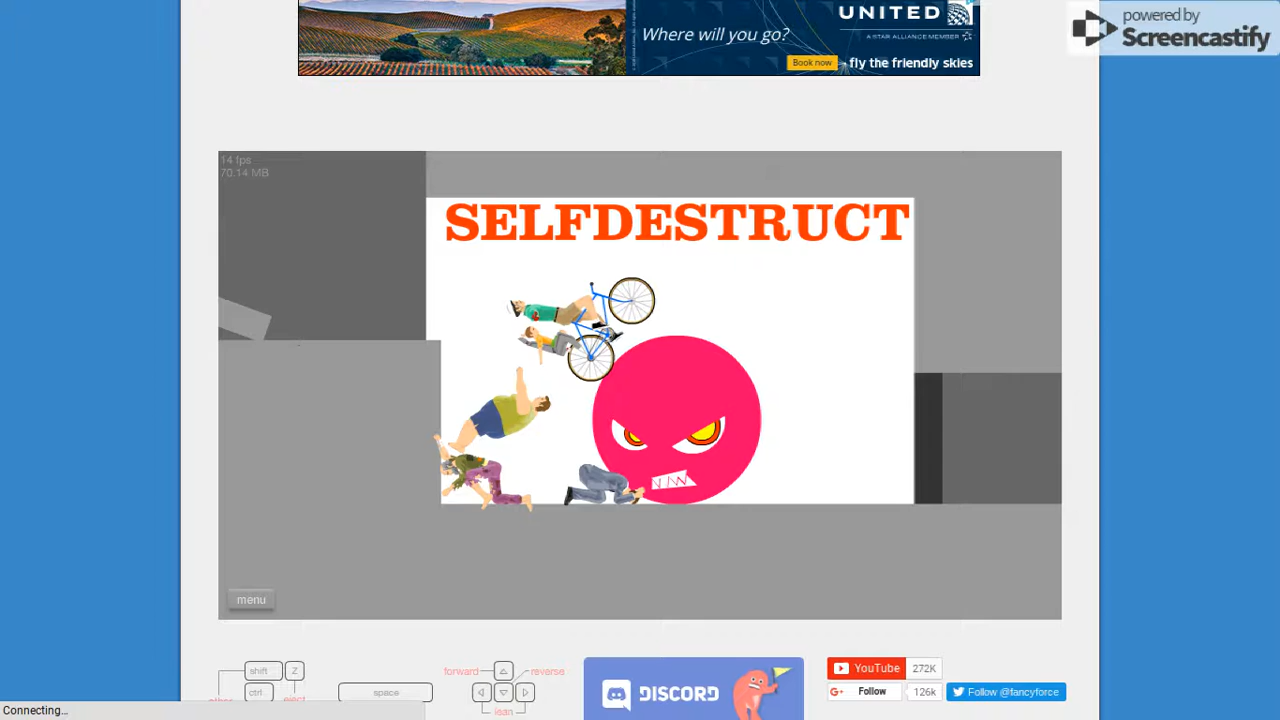 Where will you go?
UNITED
A STAR ALLIANCE MEMBER
Book now
fly the friendly skies
powered by
Screencastify
14 fps
70.14 MB
SELFDESTRUCT
menu
shift
Z
ctrl
eject
space
forward
reverse
lean
DISCORD
YouTube 272K
G+ Follow 126k
Follow @fancyforce
Connecting...